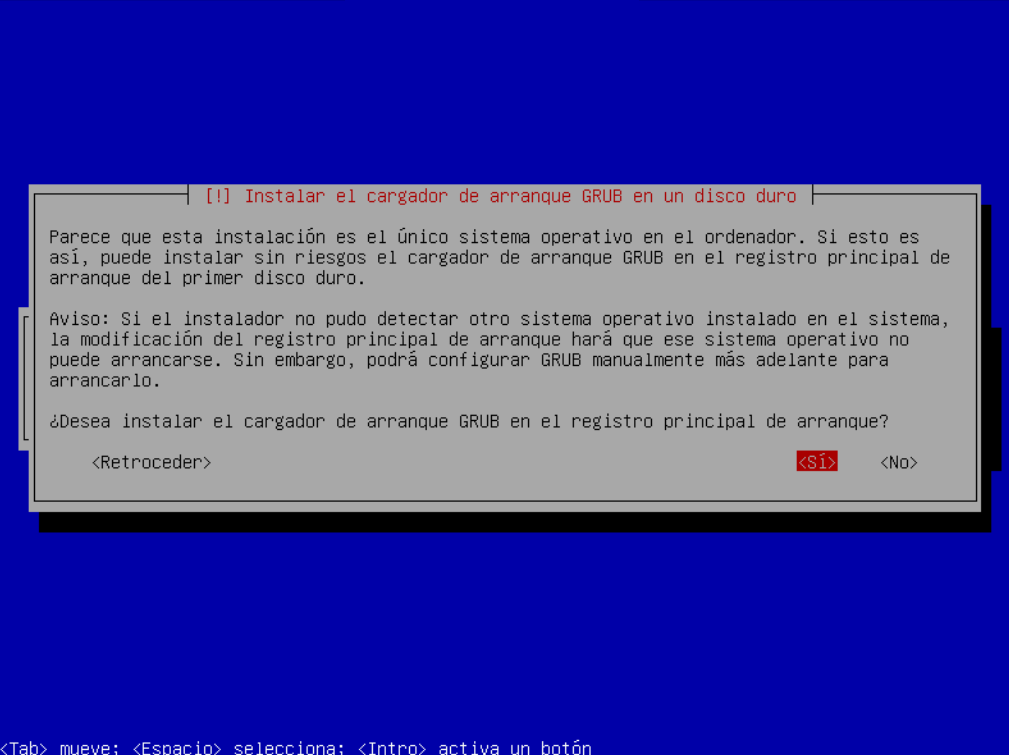 [!] Instalar el cargador de arranque GRUB en un disco duro
Parece que esta instalación es el único sistema operativo en el ordenador. Si esto es
así, puede instalar sin riesgos el cargador de arranque GRUB en el registro principal de
arranque del primer disco duro.
Aviso: Si el instalador no pudo detectar otro sistema operativo instalado en el sistema,
la modificación del registro principal de arranque hará que ese sistema operativo no
puede arrancarse. Sin embargo, podrá configurar GRUB manualmente más adelante para
arrancarlo.
¿Desea instalar el cargador de arranque GRUB en el registro principal de arranque?
<Retroceder> <Sí> <No>
<Tab> mueve; <Espacio> selecciona; <Intro> activa un botón